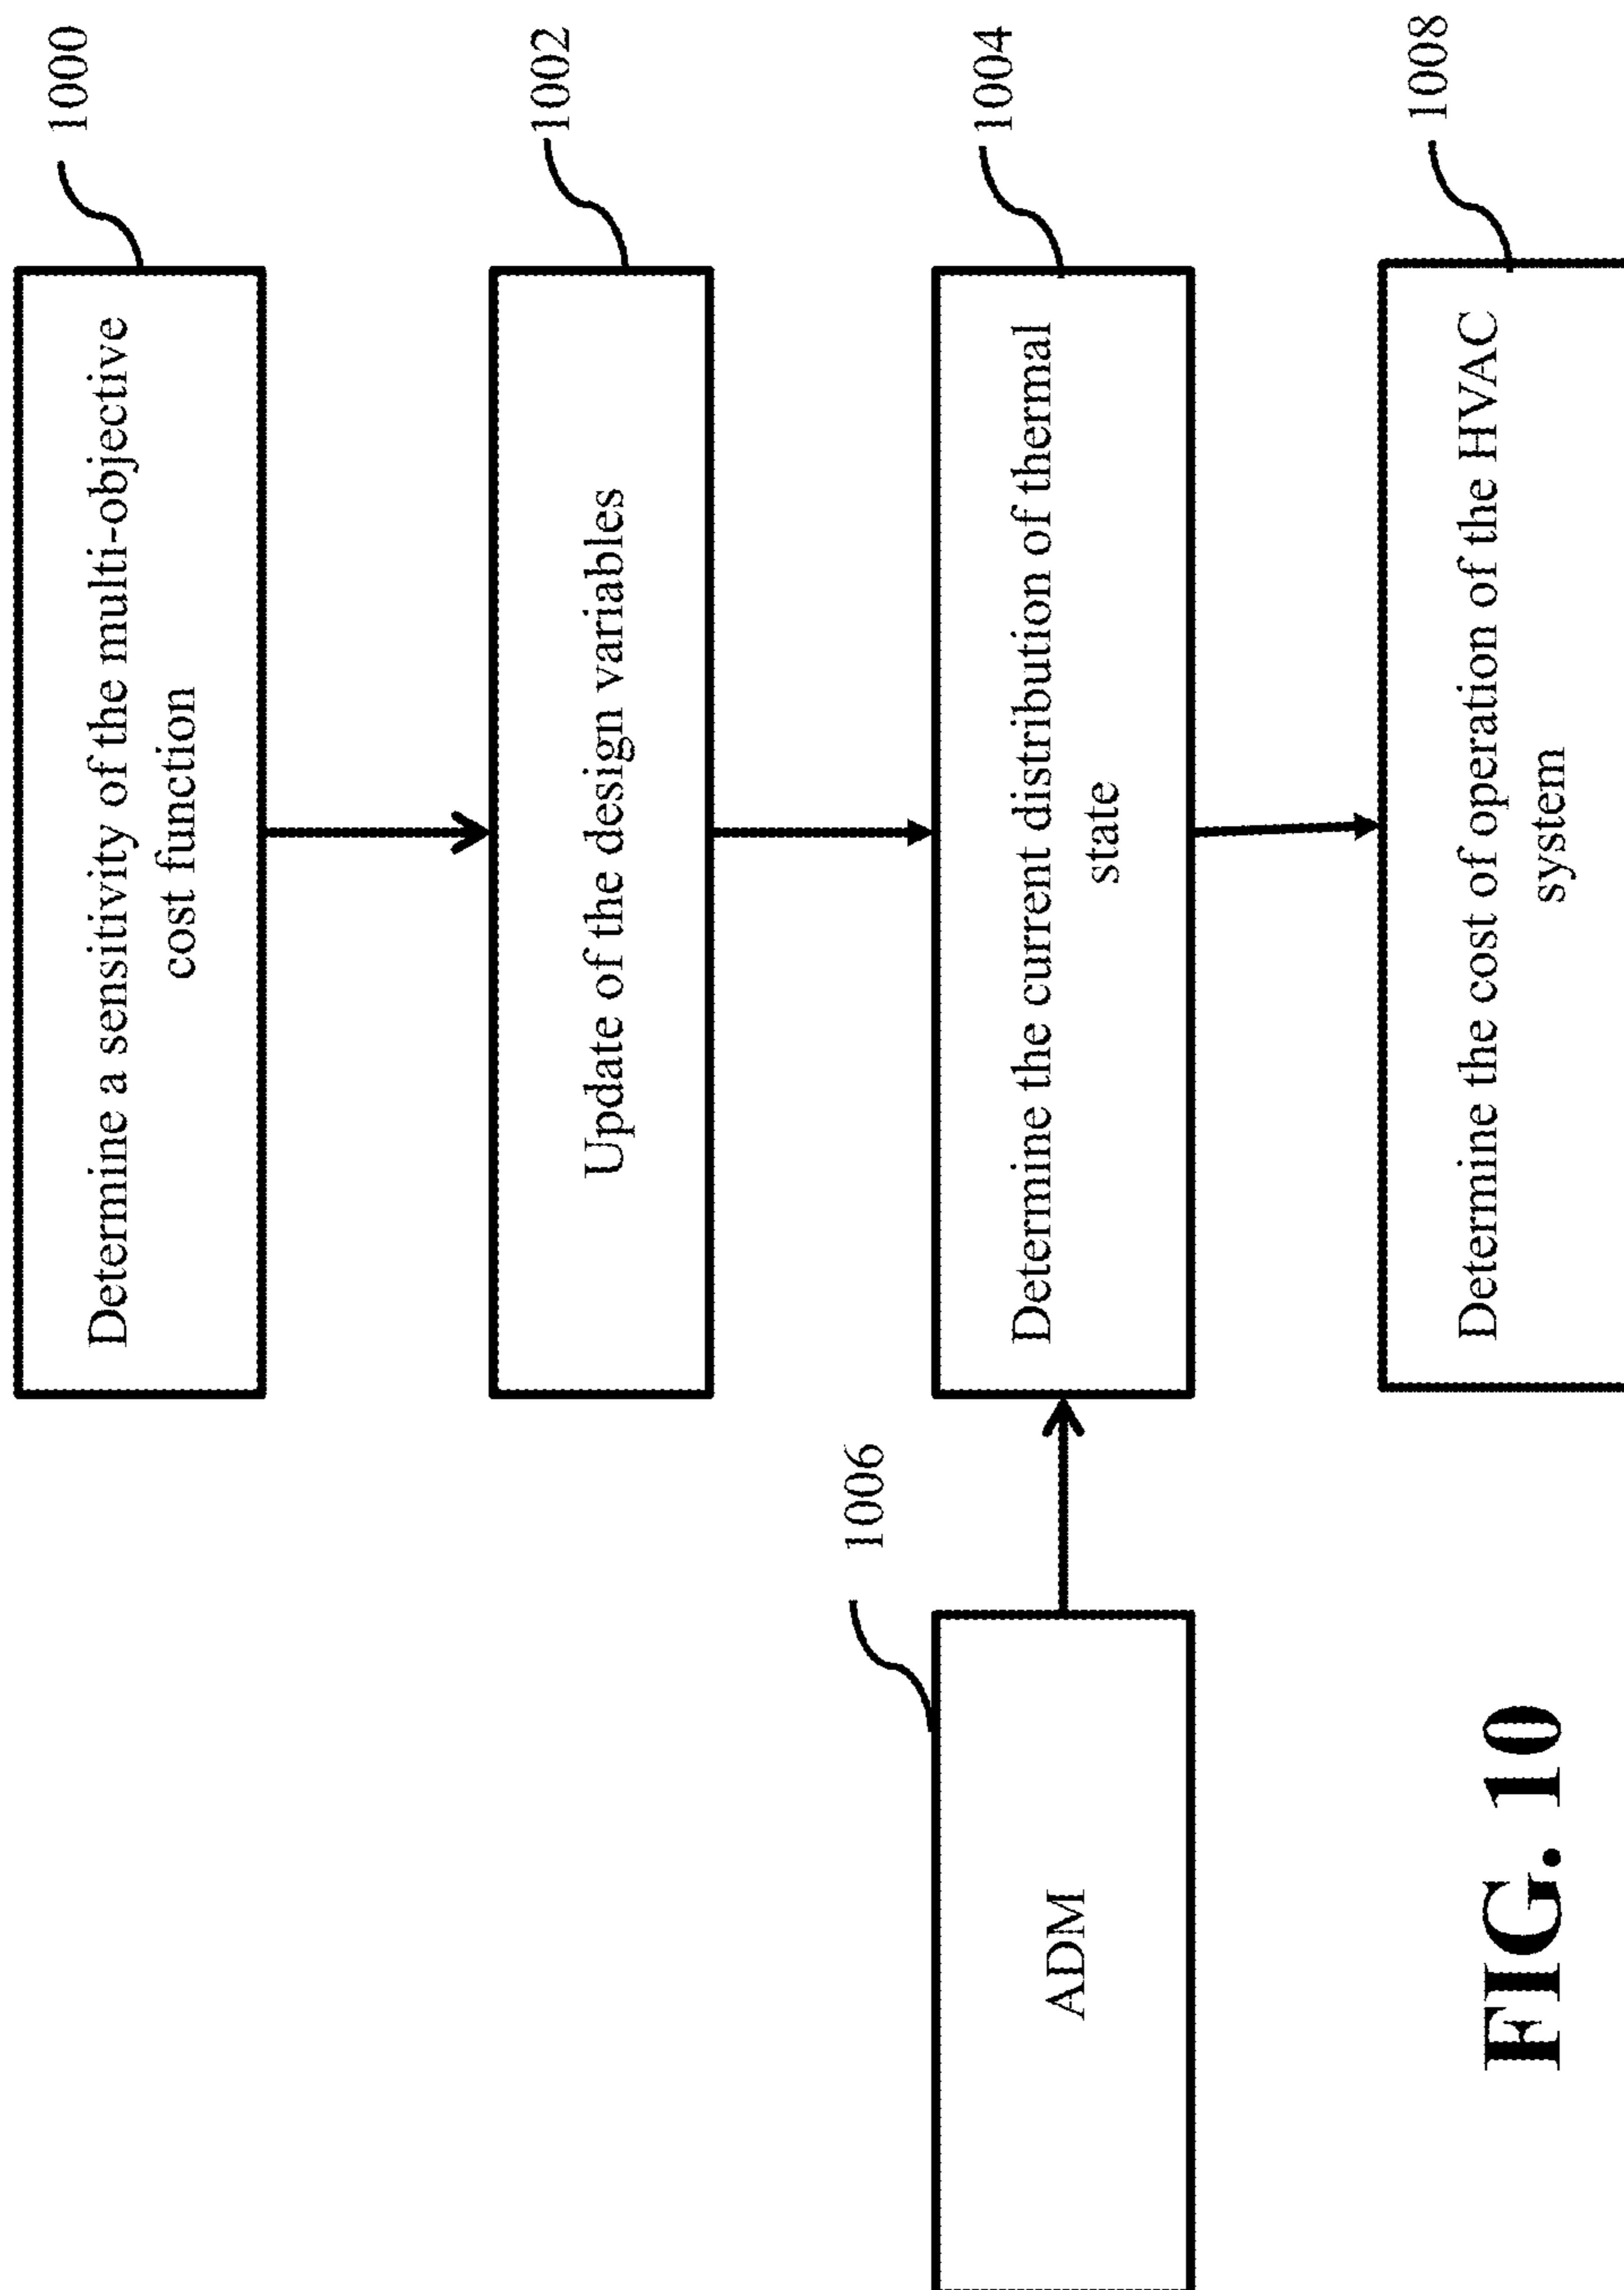 1000
Determine a sensitivity of the multi-objective
cost function
1002
Update of the design variables
1004
Determine the current distribution of thermal
state
1006
ADM
1008
Determine the cost of operation of the HVAC
system
FIG. 10